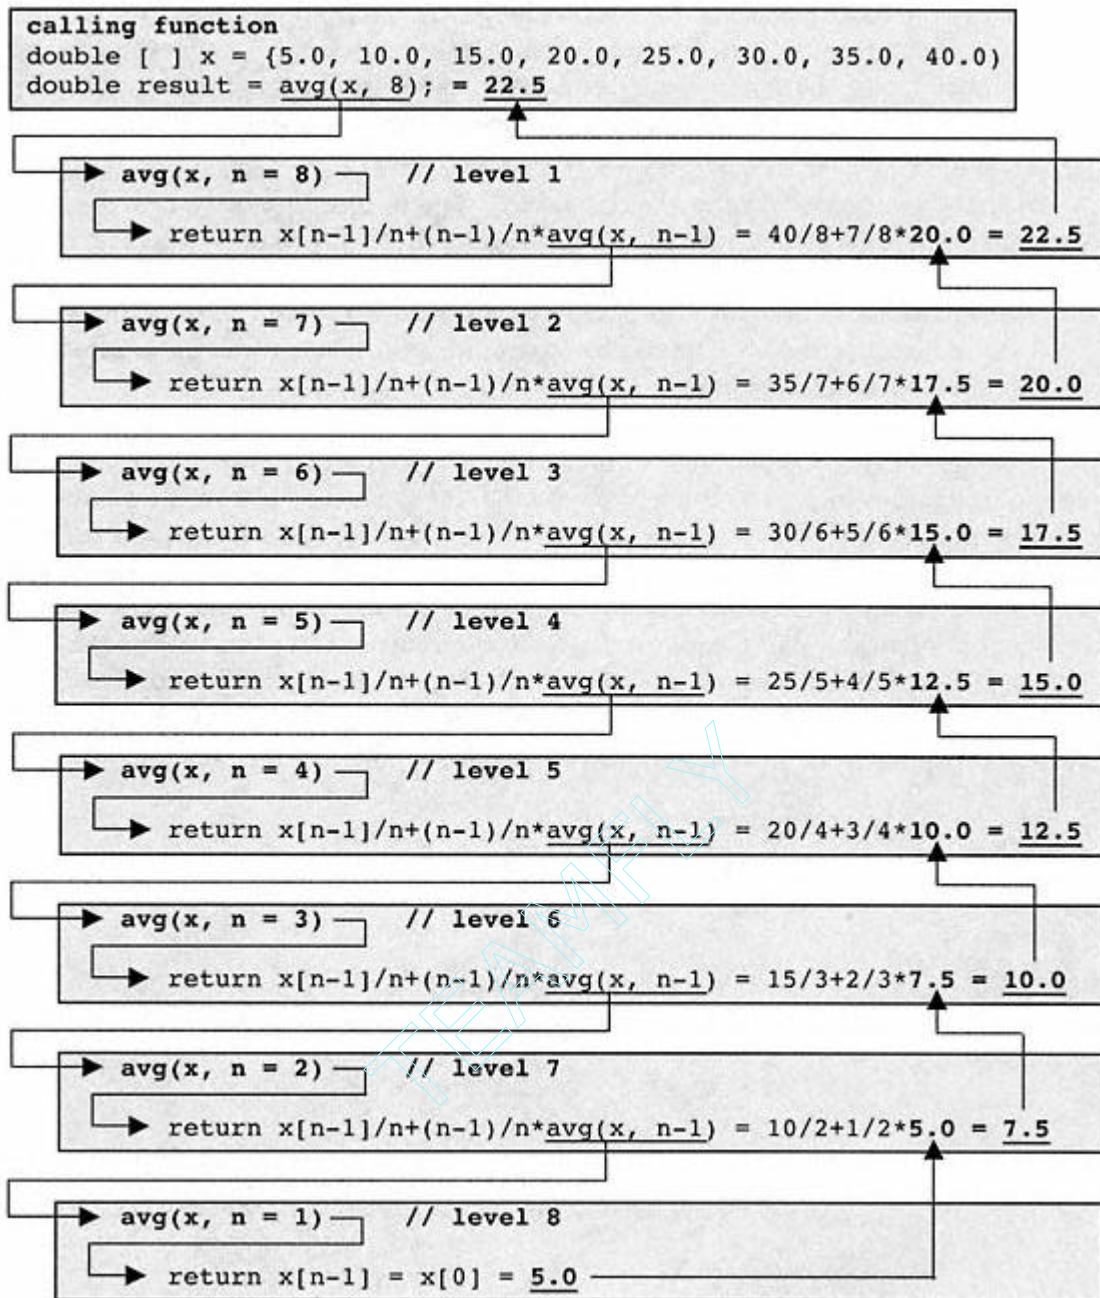 calling function
double [ ] x = {5.0, 10.0, 15.0, 20.0, 25.0, 30.0, 35.0, 40.0)
double result = avg(x, 8); = 22.5
avg(x, n = 8) // level 1
return x[n-1]/n+(n-1)/n*avg(x, n-1) = 40/8+7/8*20.0 = 22.5
avg(x, n = 7) // level 2
return x[n-1]/n+(n-1)/n*avg(x, n-1) = 35/7+6/7*17.5 = 20.0
avg(x, n = 6) // level 3
return x[n-1]/n+(n-1)/n*avg(x, n-1) = 30/6+5/6*15.0 = 17.5
avg(x, n = 5) // level 4
return x[n-1]/n+(n-1)/n*avg(x, n-1) = 25/5+4/5*12.5 = 15.0
avg(x, n = 4) // level 5
return x[n-1]/n+(n-1)/n*avg(x, n-1) = 20/4+3/4*10.0 = 12.5
avg(x, n = 3) // level 6
return x[n-1]/n+(n-1)/n*avg(x, n-1) = 15/3+2/3*7.5 = 10.0
avg(x, n = 2) // level 7
return x[n-1]/n+(n-1)/n*avg(x, n-1) = 10/2+1/2*5.0 = 7.5
avg(x, n = 1) // level 8
return x[n-1] = x[0] = 5.0
TEAMFLY